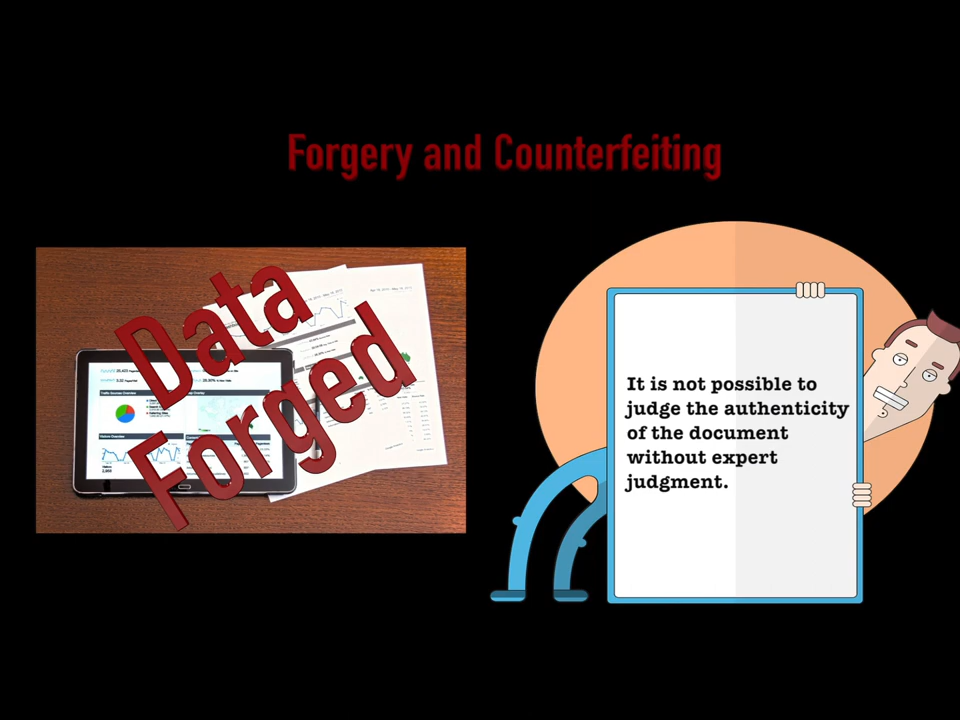 Forgery and Counterfeiting
Data
Forged
It is not possible to
judge the authenticity
of the document
without expert
judgment.